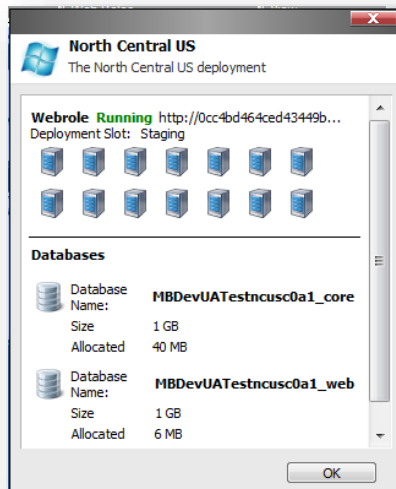 North Central US
The North Central US deployment
Webrole Running http://0cc4bd464ced43449b...
Deployment Slot: Staging
Databases
Database Name: MBDevUATestncusc0a1_core
Size 1 GB
Allocated 40 MB
Database Name: MBDevUATestncusc0a1_web
Size 1 GB
Allocated 6 MB
OK